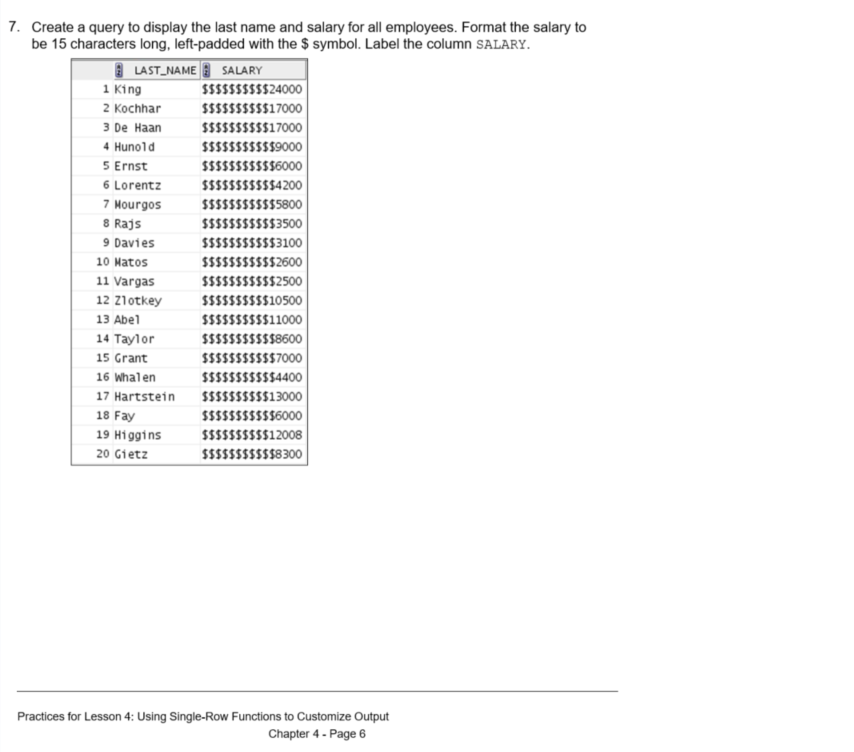 7. Create a query to display the last name and salary for all employees. Format the salary to
be 15 characters long, left-padded with the $ symbol. Label the column SALARY.
LAST_NAME SALARY
1 King $$$$$$$$$$24000
2 Kochhar $$$$$$$$$$17000
3 De Haan $$$$$$$$$$17000
4 Hunold $$$$$$$$$$$9000
5 Ernst $$$$$$$$$$$6000
6 Lorentz $$$$$$$$$$$4200
7 Mourgos $$$$$$$$$$$5800
8 Rajs $$$$$$$$$$$3500
9 Davies $$$$$$$$$$$3100
10 Matos $$$$$$$$$$$2600
11 Vargas $$$$$$$$$$$2500
12 Zlotkey $$$$$$$$$$10500
13 Abel $$$$$$$$$$11000
14 Taylor $$$$$$$$$$$8600
15 Grant $$$$$$$$$$$7000
16 Whalen $$$$$$$$$$$4400
17 Hartstein $$$$$$$$$$13000
18 Fay $$$$$$$$$$$6000
19 Higgins $$$$$$$$$$12008
20 Gietz $$$$$$$$$$$8300
Practices for Lesson 4: Using Single-Row Functions to Customize Output
Chapter 4 - Page 6